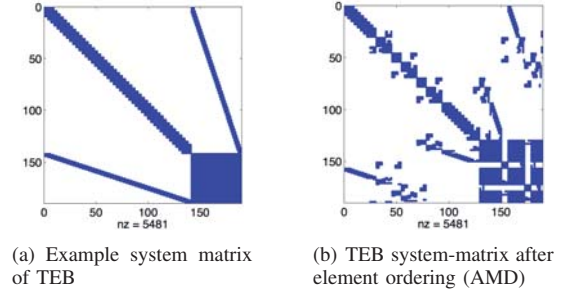 0
50
100
150
0 50 100 150
nz = 5481
(a) Example system matrix
of TEB
0
50
100
150
0 50 100 150
nz = 5481
(b) TEB system-matrix after
element ordering (AMD)